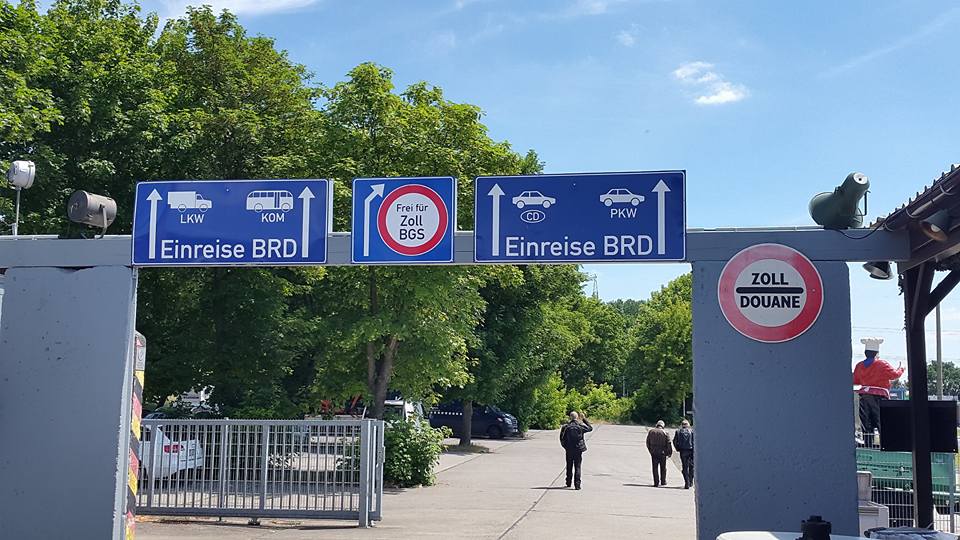 LKW
KOM
Einreise BRD
Frei für
Zoll
BGS
CD
PKW
Einreise BRD
ZOLL
DOUANE